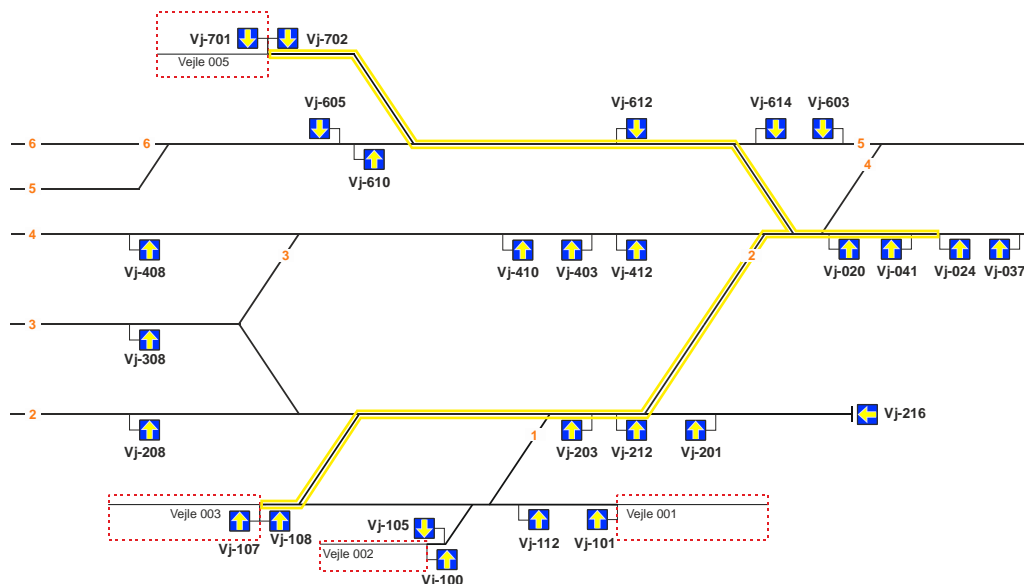 Vj-701
Vj-702
Vejle 005
Vj-605
Vj-612
Vj-614
Vj-603
6
6
5
Vj-610
4
5
4
Vj-408
3
Vj-410
Vj-403
Vj-412
2
Vj-020
Vj-041
Vj-024
Vj-037
3
Vj-308
2
Vj-216
Vj-208
1
Vj-203
Vj-212
Vj-201
Vejle 003
Vejle 001
Vj-107
Vj-108
Vj-105
Vj-112
Vj-101
Vejle 002
Vj-100